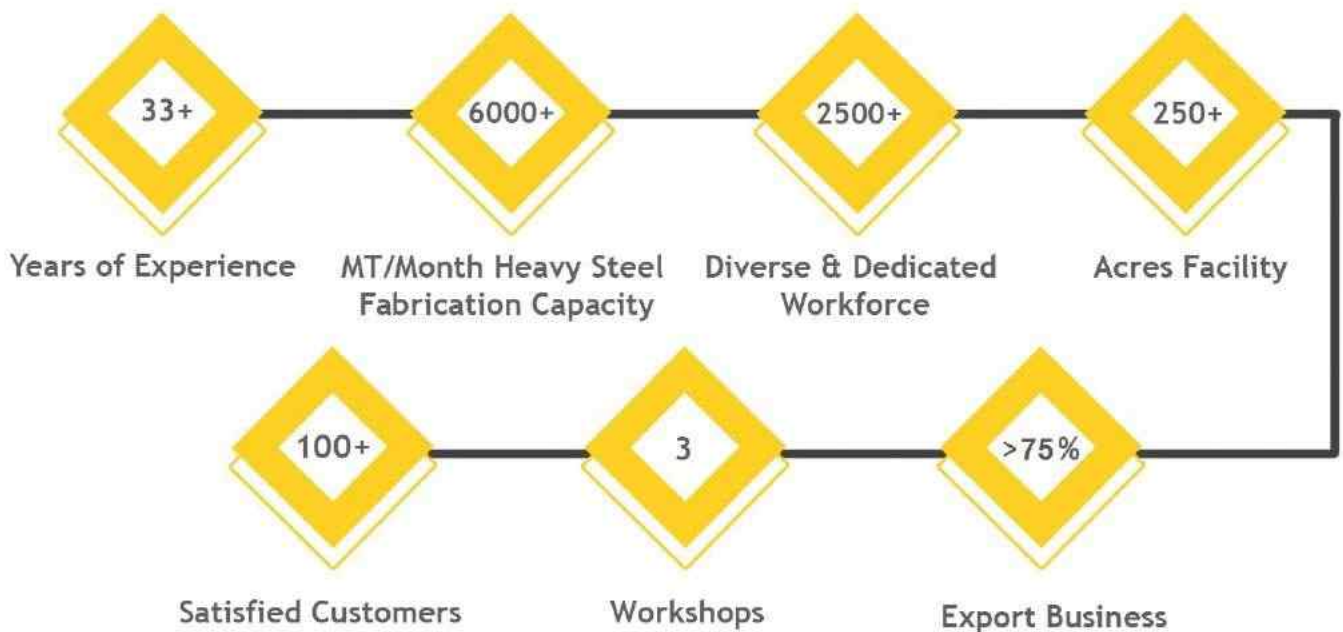 33+
6000+
2500+
250+
Years of Experience
MT/Month Heavy Steel
Fabrication Capacity
Diverse & Dedicated
Workforce
Acres Facility
100+
3
>75%
Satisfied Customers
Workshops
Export Business